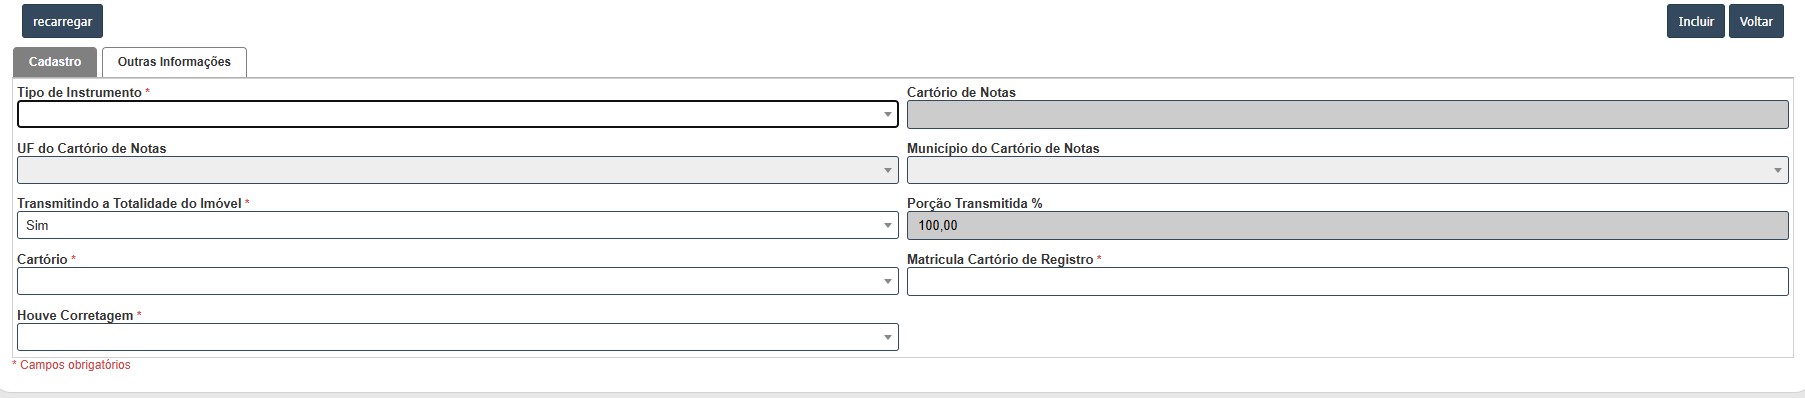 recarregar
Incluir
Voltar
Cadastro
Outras Informações
Tipo de Instrumento *
Cartório de Notas
UF do Cartório de Notas
Município do Cartório de Notas
Transmitindo a Totalidade do Imóvel *
Sim
Porção Transmitida %
100,00
Cartório *
Matricula Cartório de Registro *
Houve Corretagem *
* Campos obrigatórios